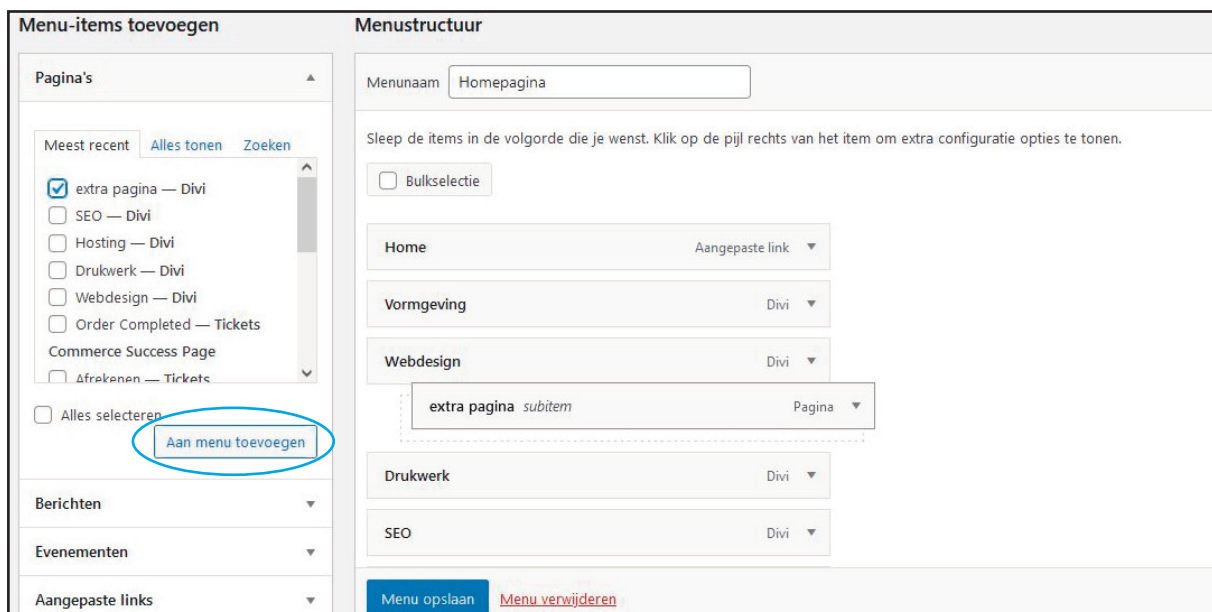 Menu-items toevoegen
Pagina's
Meest recent Alles tonen Zoeken
extra pagina — Divi
SEO — Divi
Hosting — Divi
Drukwerk — Divi
Webdesign — Divi
Order Completed — Tickets
Commerce Success Page
Afrekenen — Tickets
Alles selecteren
Aan menu toevoegen
Berichten
Evenementen
Aangepaste links
Menustructuur
Menunaam Homepagina
Sleep de items in de volgorde die je wenst. Klik op de pijl rechts van het item om extra configuratie opties te tonen.
Bulkselectie
Home Aangepaste link
Vormgeving Divi
Webdesign Divi
extra pagina subitem Pagina
Drukwerk Divi
SEO Divi
Menu opslaan Menu verwijderen